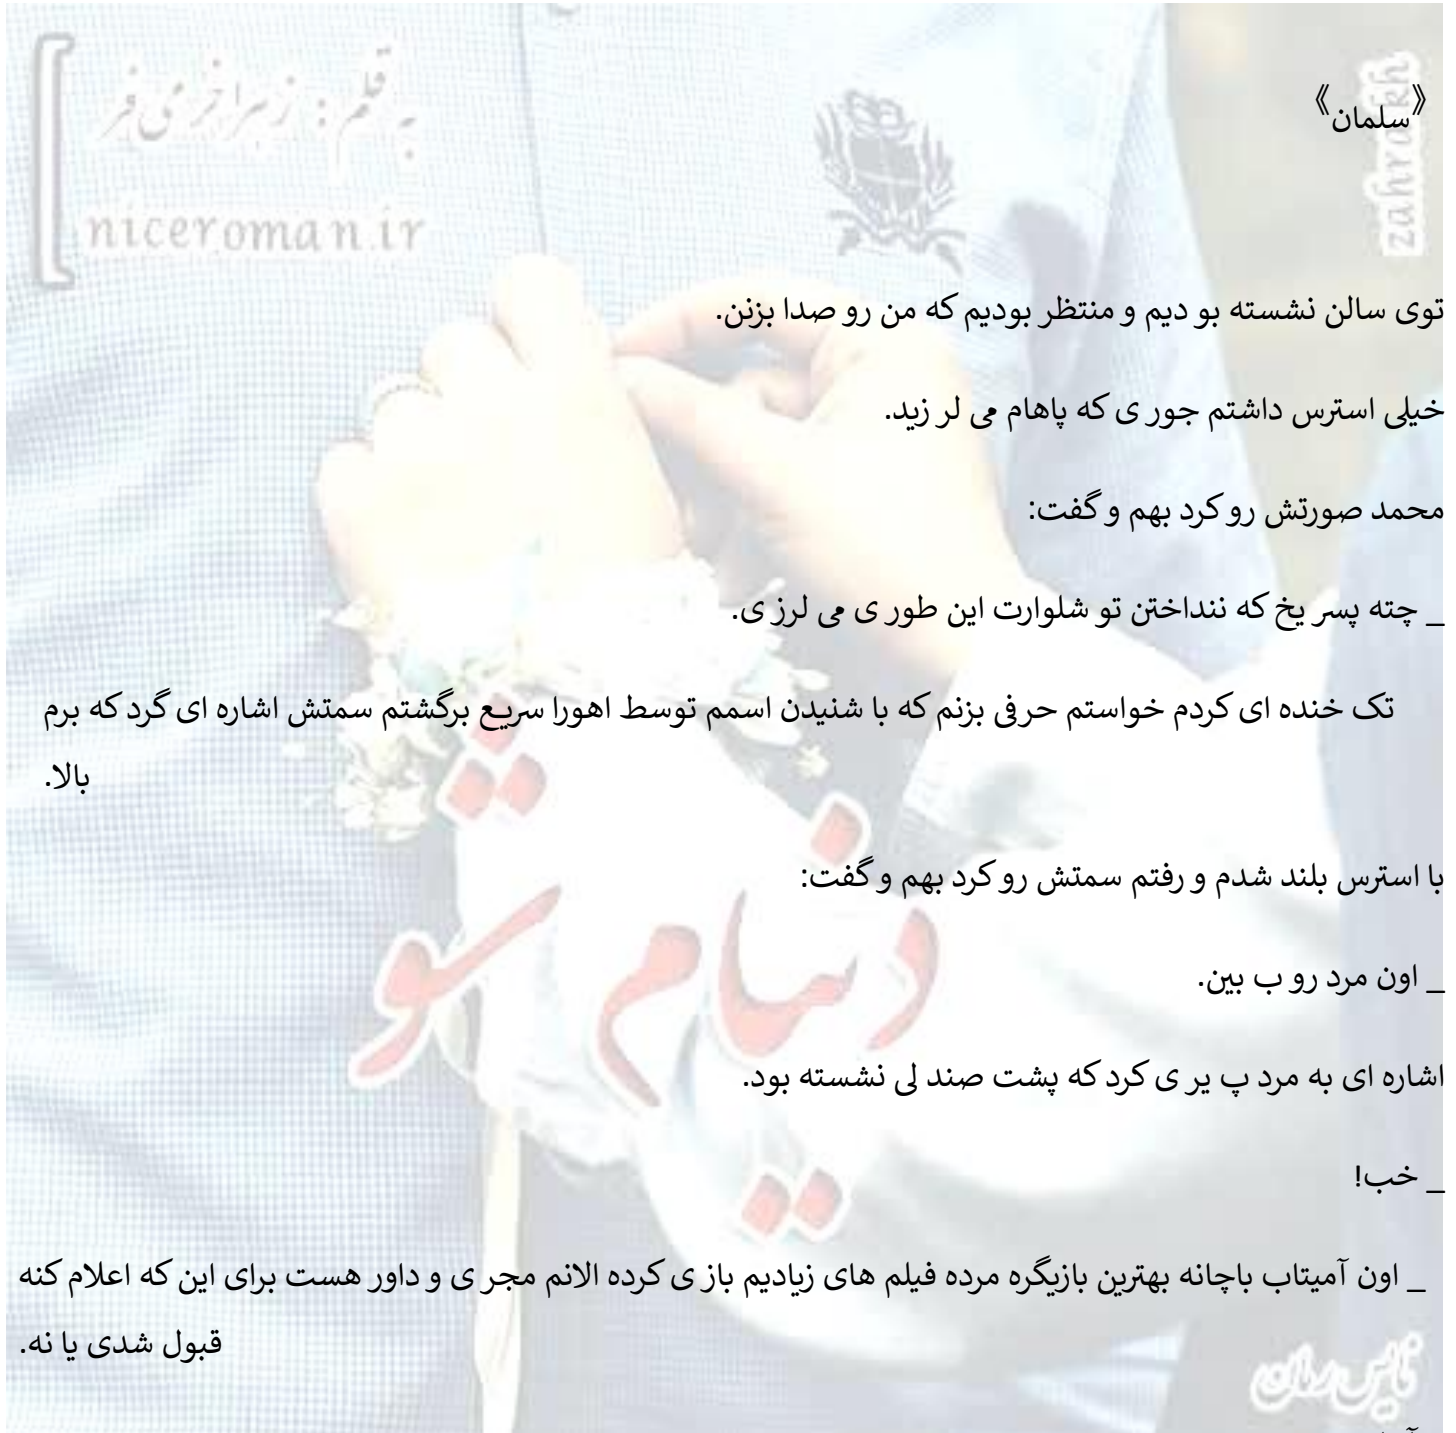 به قلم: زهرا خزی فر
niceroman.ir
zahrakh
《سلمان》
توی سالن نشسته بو دیم و منتظر بودیم که من رو صدا بزنن.
خیلی استرس داشتم جور ی که پاهام می لر زید.
محمد صورتش رو کرد بهم و گفت:
_ چته پسر یخ که ننداختن تو شلوارت این طور ی می لرز ی.
تک خنده ای کردم خواستم حرفی بزنم که با شنیدن اسمم توسط اهورا سریع برگشتم سمتش اشاره ای گرد که برم
بالا.
با استرس بلند شدم و رفتم سمتش رو کرد بهم و گفت:
_ اون مرد رو ب بین.
اشاره ای به مرد پ یر ی کرد که پشت صند لی نشسته بود.
_ خب!
_ اون آمیتاب باچانه بهترین بازیگره مرده فیلم های زیادیم باز ی کرده الانم مجر ی و داور هست برای این که اعلام کنه
قبول شدی یا نه.
دنیام شو
نایس رمان